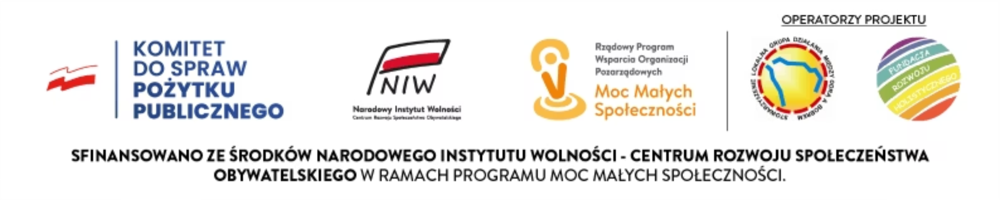 OPERATORZY PROJEKTU
KOMITET
DO SPRAW
POŻYTKU
PUBLICZNEGO
NIW
Narodowy Instytut Wolności
Centrum Rozwoju Społeczeństwa Obywatelskiego
Rządowy Program
Wsparcia Organizacji
Pozarządowych
Moc Małych
Społeczności
STOWARZYSZENIE LOKALNA GRUPA DZIAŁANIA MIĘDZY ODRĄ A BOBREM
FUNDACJA
ROZWOJU
HOLISTYCZNEGO
SFINANSOWANO ZE ŚRODKÓW NARODOWEGO INSTYTUTU WOLNOŚCI - CENTRUM ROZWOJU SPOŁECZEŃSTWA
OBYWATELSKIEGO W RAMACH PROGRAMU MOC MAŁYCH SPOŁECZNOŚCI.